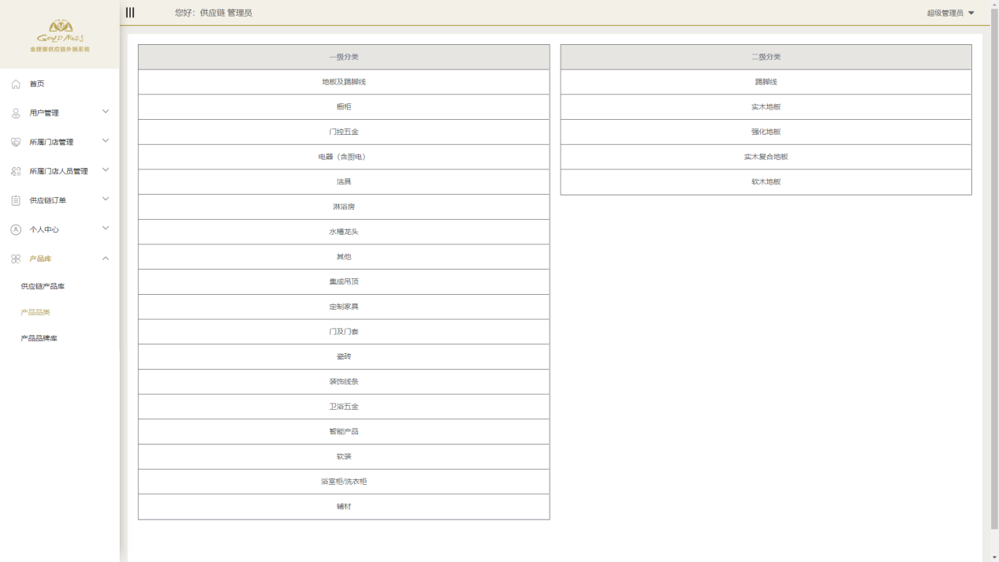 GOLD MANTIS
金螳螂供应链外销系统
您好：供应链 管理员
超级管理员
首页
用户管理
所属门店管理
所属门店人员管理
供应链订单
个人中心
产品库
供应链产品库
产品品类
产品品牌库
一级分类
地板及踢脚线
橱柜
门控五金
电器（含厨电）
洁具
淋浴房
水槽龙头
其他
集成吊顶
定制家具
门及门套
瓷砖
装饰线条
卫浴五金
智能产品
软装
浴室柜/洗衣柜
辅材
二级分类
踢脚线
实木地板
强化地板
实木复合地板
软木地板